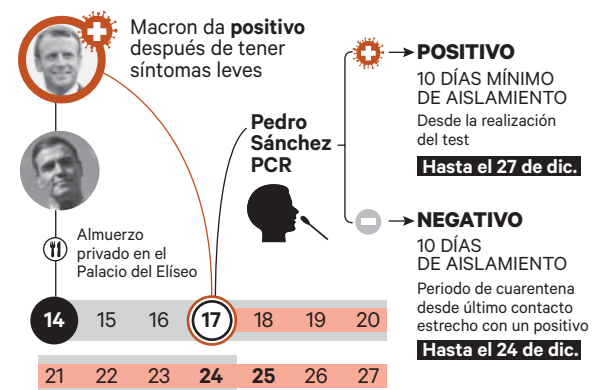 Macron da positivo
después de tener
síntomas leves
Pedro
Sánchez
PCR
POSITIVO
10 DÍAS MÍNIMO
DE AISLAMIENTO
Desde la realización
del test
Hasta el 27 de dic.
NEGATIVO
10 DÍAS
DE AISLAMIENTO
Periodo de cuarentena
desde último contacto
estrecho con un positivo
Hasta el 24 de dic.
Almuerzo
privado en el
Palacio del Elíseo
14 15 16 17 18 19 20
21 22 23 24 25 26 27